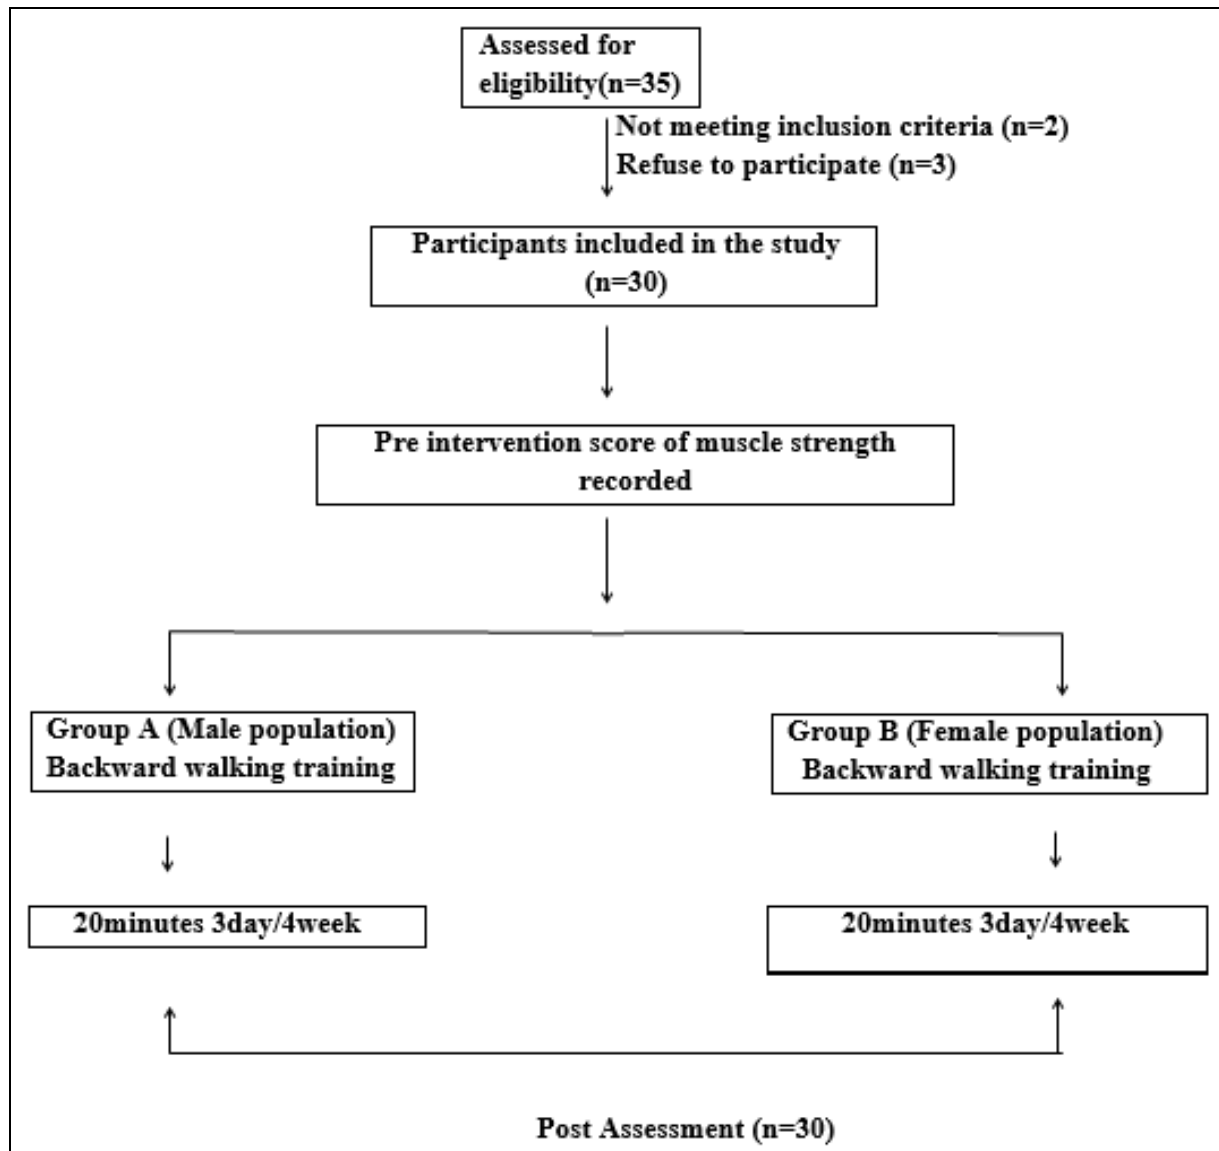 Assessed for
eligibility(n=35)
Not meeting inclusion criteria (n=2)
Refuse to participate (n=3)
Participants included in the study
(n=30)
Pre intervention score of muscle strength
recorded
Group A (Male population)
Backward walking training
Group B (Female population)
Backward walking training
20minutes 3day/4week
20minutes 3day/4week
Post Assessment (n=30)